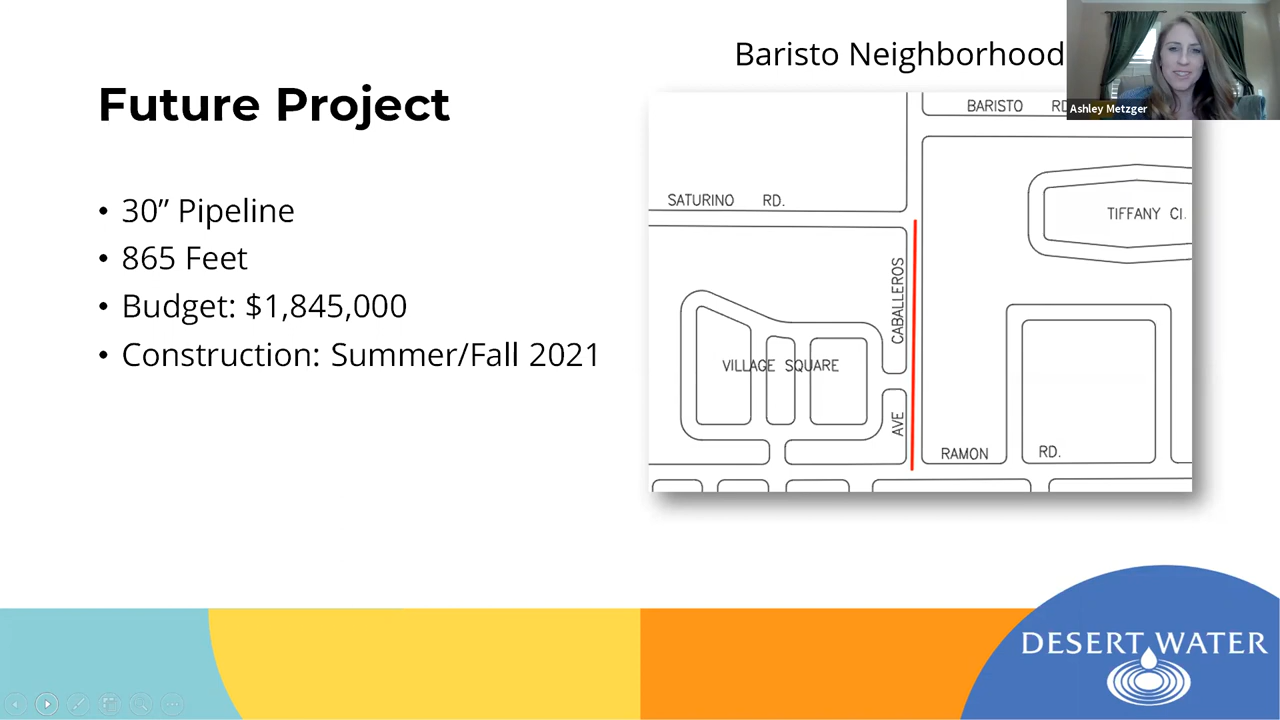 Baristo Neighborhood
Ashley Metzger
Future Project
• 30” Pipeline
• 865 Feet
• Budget: $1,845,000
• Construction: Summer/Fall 2021
BARISTO RD
SATURINO RD.
TIFFANY CI.
CABALLEROS
AVE
VILLAGE SQUARE
RAMON RD.
DESERT WATER